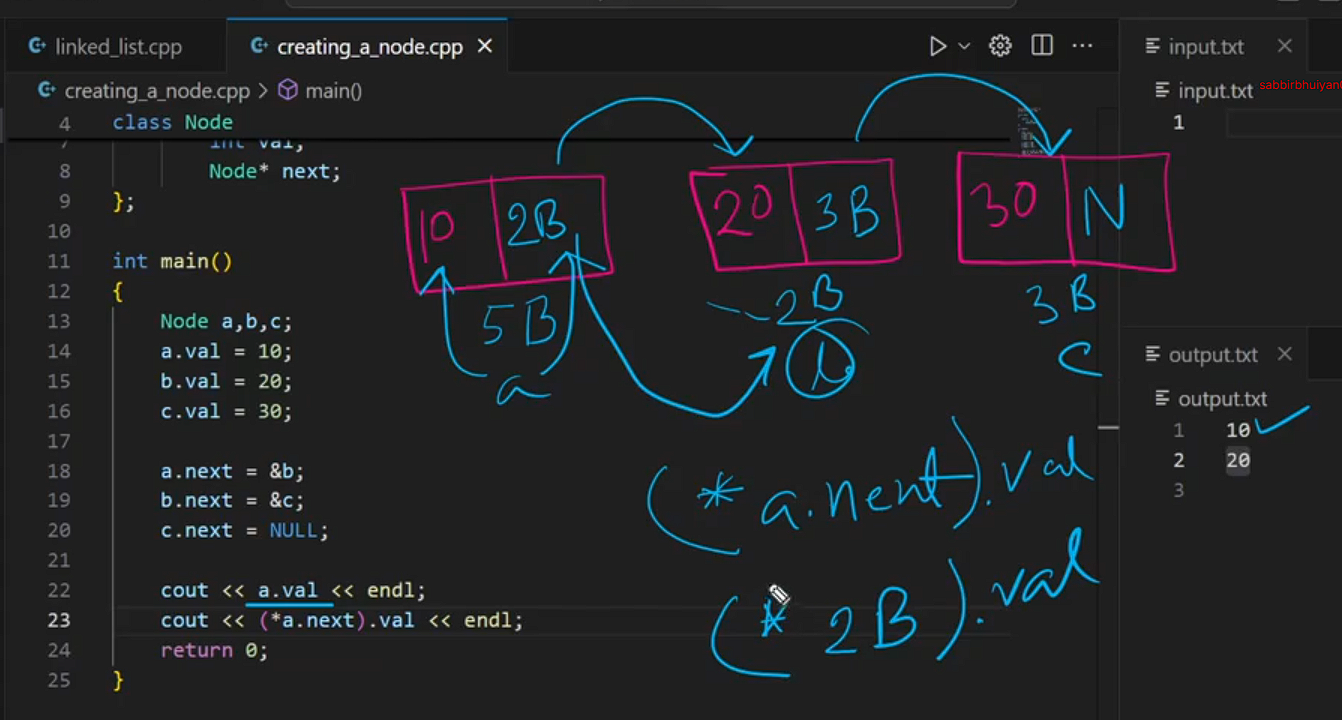 linked_list.cpp
creating_a_node.cpp
input.txt
creating_a_node.cpp > main()
input.txt
sabbirbhuiyan
1
4 class Node
7 int val;
8 Node* next;
9 };
10
11 int main()
12 {
13 Node a,b,c;
14 a.val = 10;
15 b.val = 20;
16 c.val = 30;
17
18 a.next = &b;
19 b.next = &c;
20 c.next = NULL;
21
22 cout << a.val << endl;
23 cout << (*a.next).val << endl;
24 return 0;
25 }
10 2B
20 3B
30 N
5B
2B
3B
a
b
c
(* a.next).val
(* 2B).val
output.txt
output.txt
1 10
2 20
3